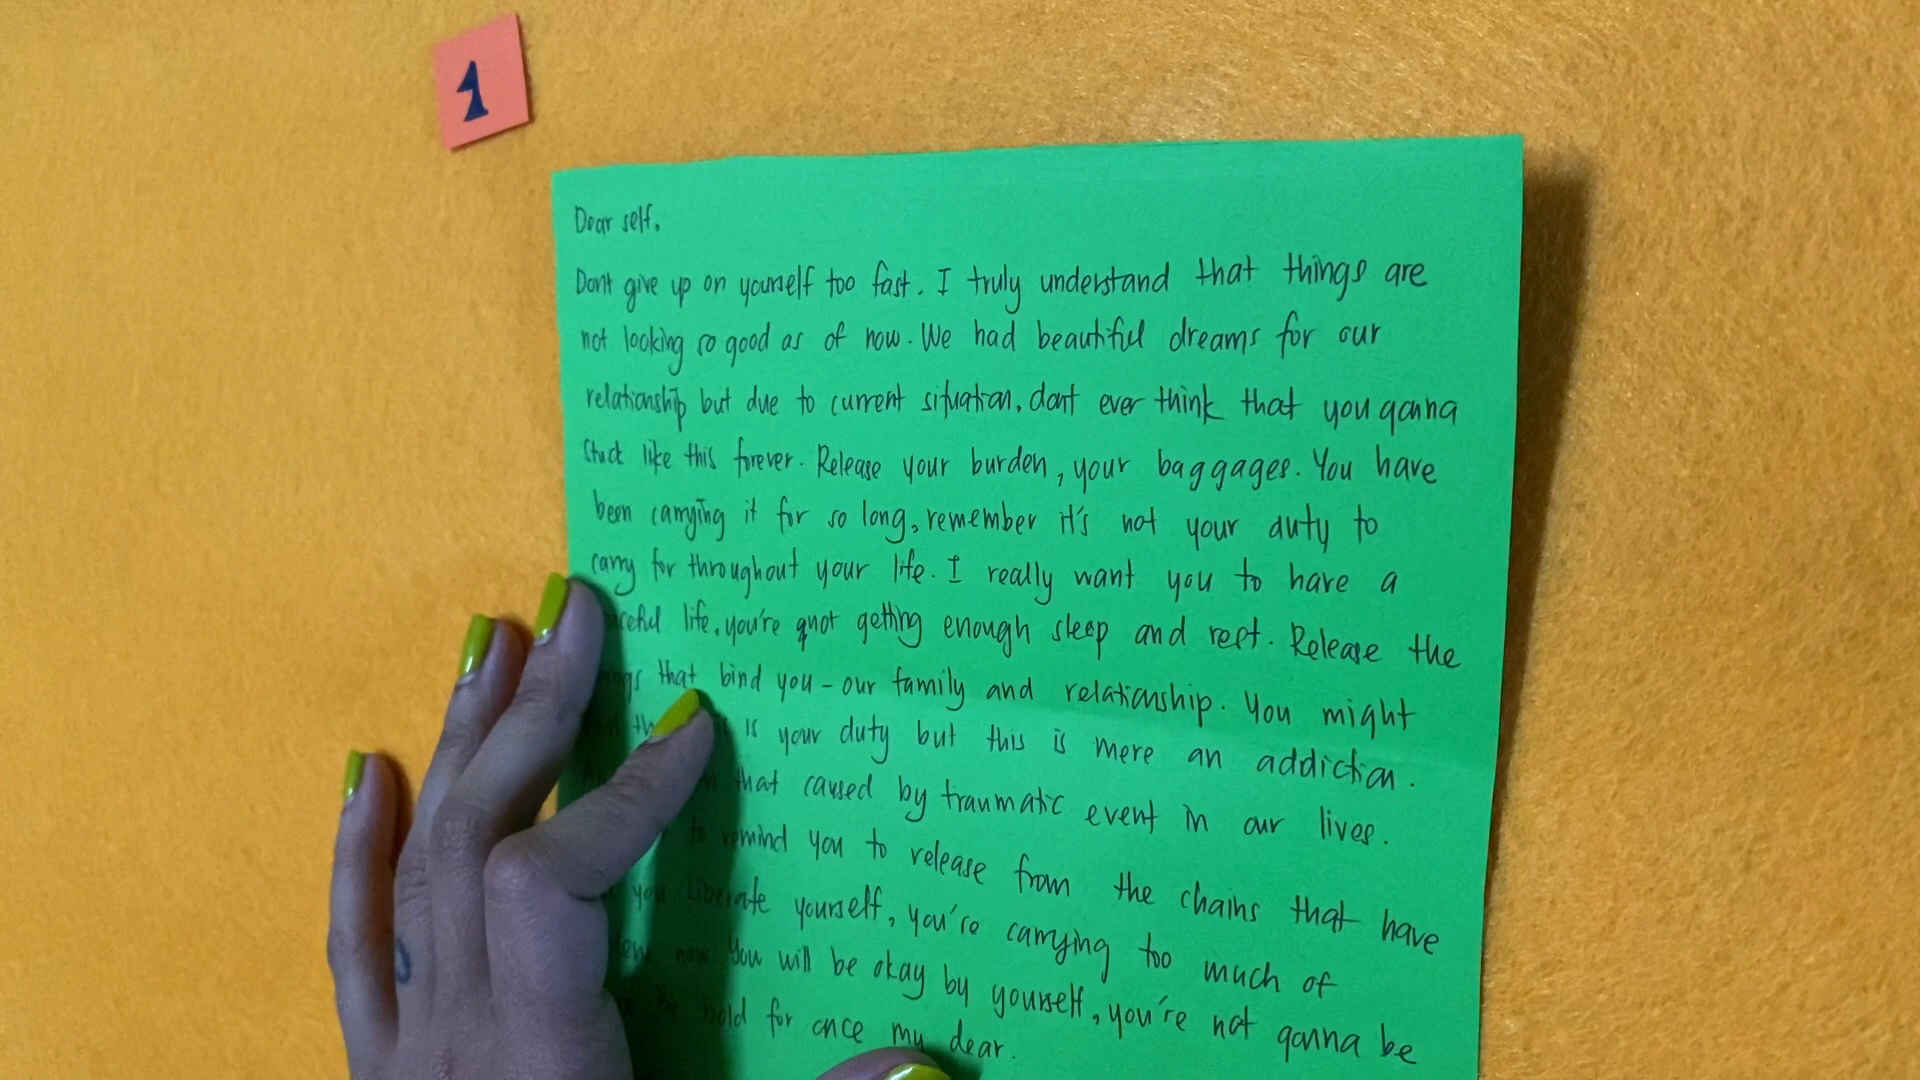 1
Dear self,
Dont give up on yourself too fast. I truly understand that things are
not looking so good as of now. We had beautiful dreams for our
relationship but due to current situation, dont ever think that you gonna
stuck like this forever. Release your burden, your baggages. You have
been carrying it for so long, remember it's not your duty to
carry for throughout your life. I really want you to have a
life, you're not getting enough sleep and rest. Release the
that bind you - our family and relationship. You might
is your duty but this is mere an addiction.
that caused by traumatic event in our lives.
to remind you to release from the chains that have
you liberate yourself, you're carrying too much of
now You will be okay by yourself, you're not gonna be
Be bold for once my dear.